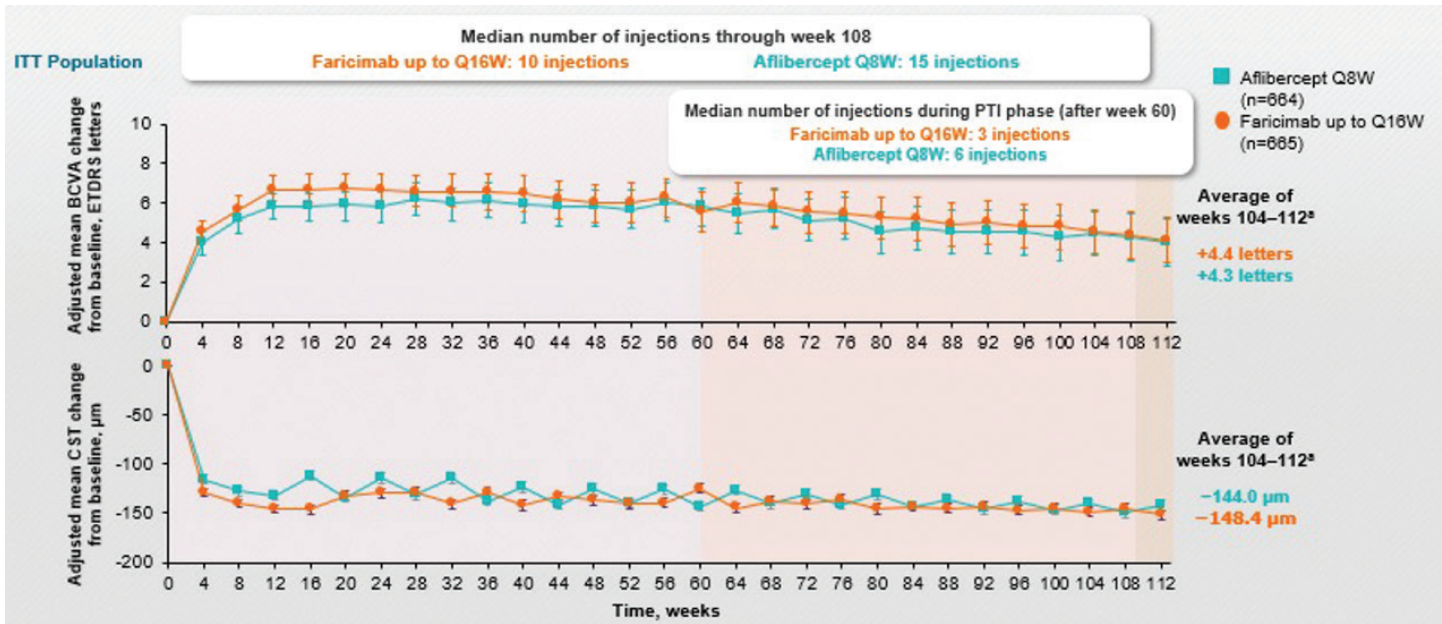 Median number of injections through week 108
ITT Population
Faricimab up to Q16W: 10 injections
Aflibercept Q8W: 15 injections
Aflibercept Q8W
(n=664)
Faricimab up to Q16W
(n=665)
Median number of injections during PTI phase (after week 60)
Faricimab up to Q16W: 3 injections
Aflibercept Q8W: 6 injections
Adjusted mean BCVA change
from baseline, ETDRS letters
10
8
6
4
2
0
0 4 8 12 16 20 24 28 32 36 40 44 48 52 56 60 64 68 72 76 80 84 88 92 96 100 104 108 112
Average of
weeks 104–112ª
+4.4 letters
+4.3 letters
Adjusted mean CST change
from baseline, µm
0
-50
-100
-150
-200
0 4 8 12 16 20 24 28 32 36 40 44 48 52 56 60 64 68 72 76 80 84 88 92 96 100 104 108 112
Time, weeks
Average of
weeks 104–112ª
−144.0 µm
−148.4 µm